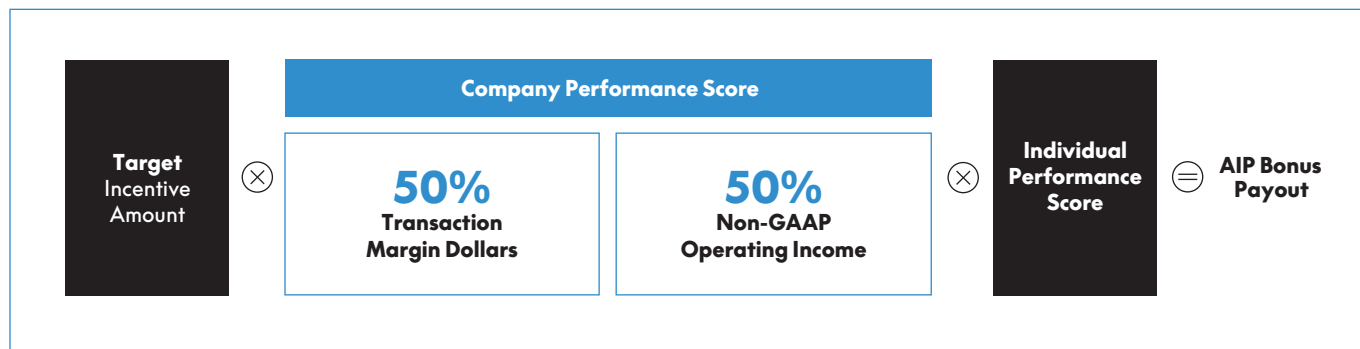 Target
Incentive
Amount
×
Company Performance Score
50%
Transaction
Margin Dollars
50%
Non-GAAP
Operating Income
×
Individual
Performance
Score
=
AIP Bonus
Payout